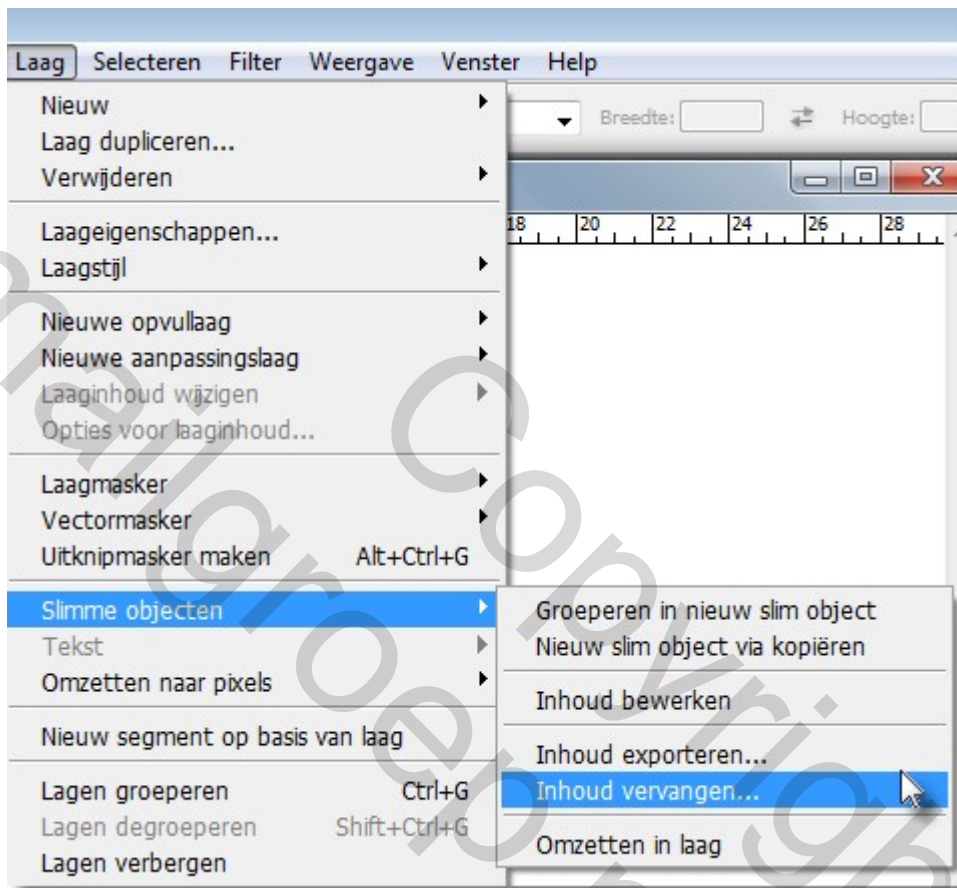 Laag Selecteren Filter Weergave Venster Help
Breedte: Hoogte:
18 20 22 24 26 28
Nieuw
Laag dupliceren...
Verwijderen
Laageigenschappen...
Laagstijl
Nieuwe opvullaag
Nieuwe aanpassingslaag
Laaginhoud wijzigen
Opties voor laaginhoud...
Laagmasker
Vectormasker
Uitknipmasker maken Alt+Ctrl+G
Slimme objecten
Tekst
Omzetten naar pixels
Nieuw segment op basis van laag
Lagen groeperen Ctrl+G
Lagen degroeperen Shift+Ctrl+G
Lagen verbergen
Groeperen in nieuw slim object
Nieuw slim object via kopiëren
Inhoud bewerken
Inhoud exporteren...
Inhoud vervangen...
Omzetten in laag